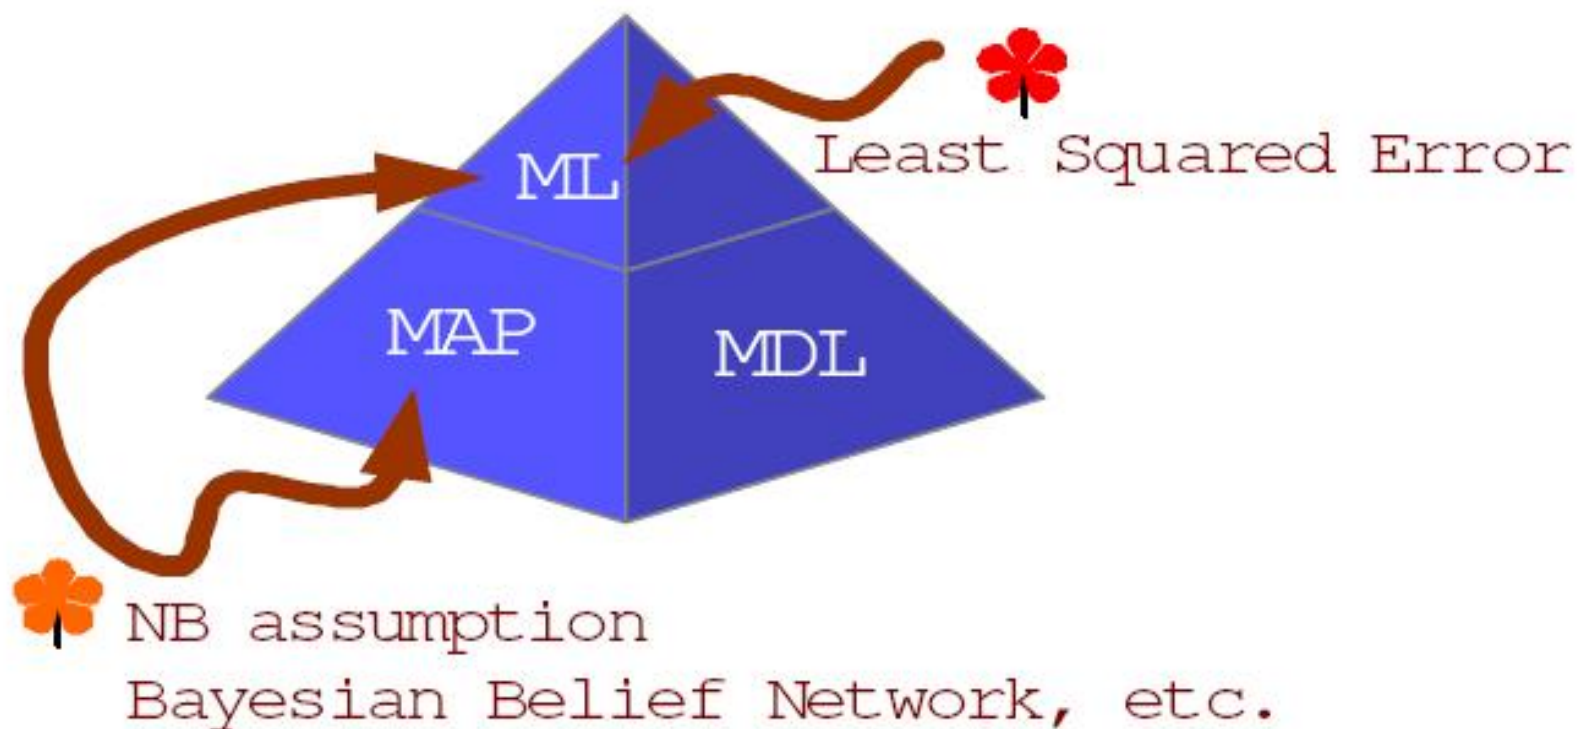 ML
Least Squared Error
MAP
MDL
NB assumption
Bayesian Belief Network, etc.